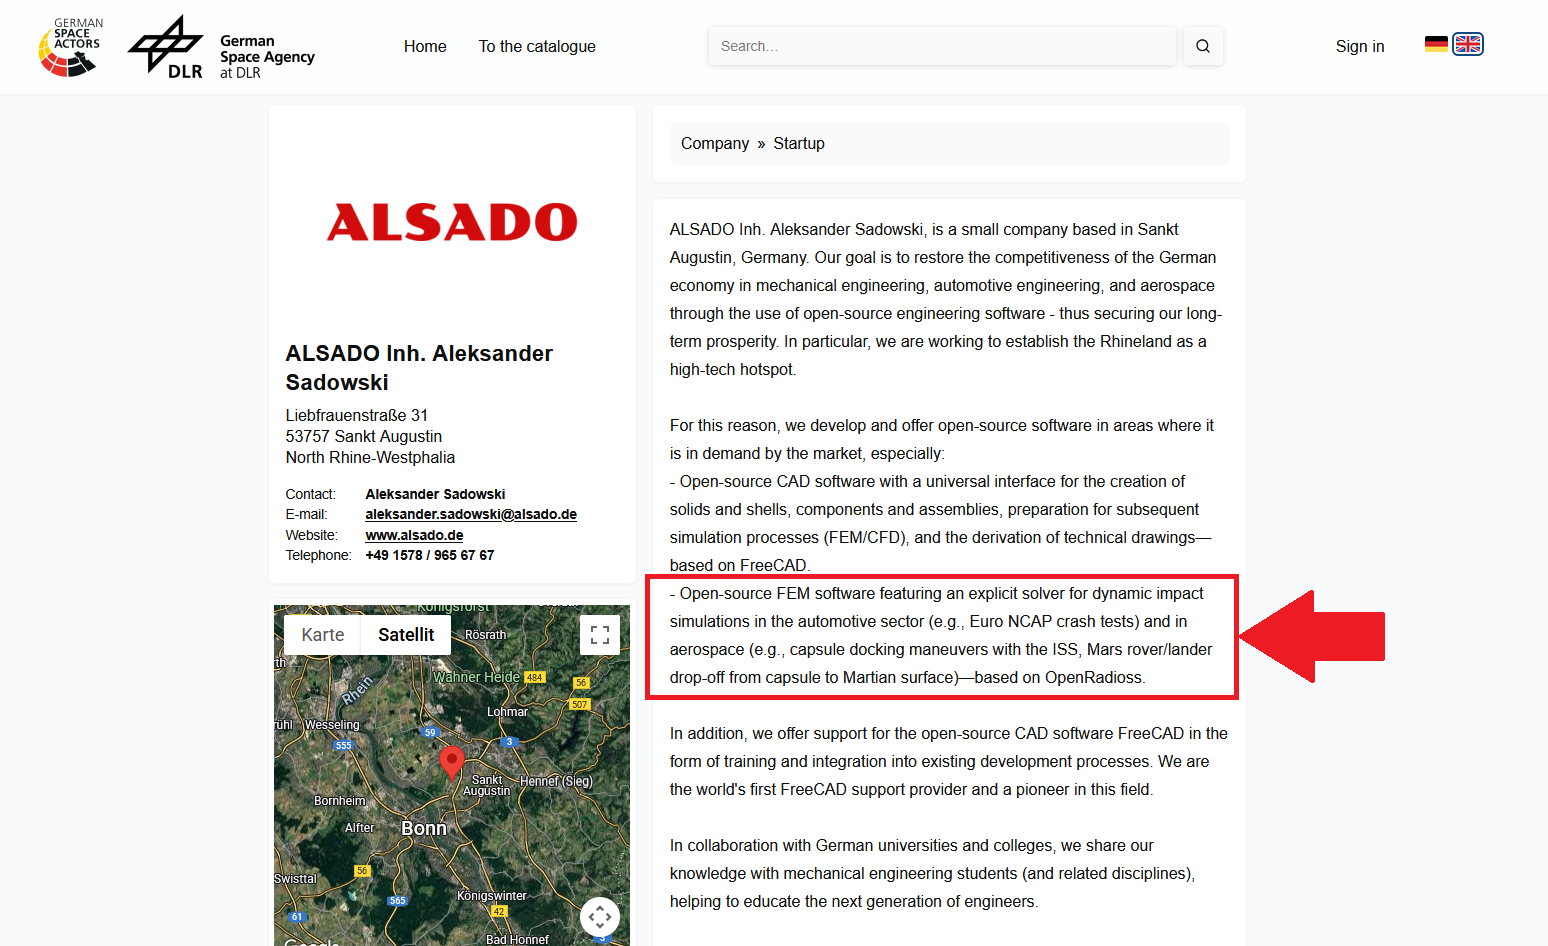 GERMAN
SPACE
ACTORS
DLR
German
Space Agency
at DLR
Home
To the catalogue
Search...
Sign in
ALSADO
ALSADO Inh. Aleksander
Sadowski
Liebfrauenstraße 31
53757 Sankt Augustin
North Rhine-Westphalia
Contact: Aleksander Sadowski
E-mail: aleksander.sadowski@alsado.de
Website: www.alsado.de
Telephone: +49 1578 / 965 67 67
Königsforst
Karte
Satellit
Rösrath
Wahner Heide
484
56
507
Rhein
Lohmar
Wesseling
59
555
3
Sankt
Augustin
Hennef (Sieg)
Bornheim
Alfter
Bonn
56
Swisttal
565
Königswinter
42
61
Bad Honnef
3
Google
Company » Startup
ALSADO Inh. Aleksander Sadowski, is a small company based in Sankt
Augustin, Germany. Our goal is to restore the competitiveness of the German
economy in mechanical engineering, automotive engineering, and aerospace
through the use of open-source engineering software - thus securing our long-
term prosperity. In particular, we are working to establish the Rhineland as a
high-tech hotspot.
For this reason, we develop and offer open-source software in areas where it
is in demand by the market, especially:
- Open-source CAD software with a universal interface for the creation of
solids and shells, components and assemblies, preparation for subsequent
simulation processes (FEM/CFD), and the derivation of technical drawings—
based on FreeCAD.
- Open-source FEM software featuring an explicit solver for dynamic impact
simulations in the automotive sector (e.g., Euro NCAP crash tests) and in
aerospace (e.g., capsule docking maneuvers with the ISS, Mars rover/lander
drop-off from capsule to Martian surface)—based on OpenRadioss.
In addition, we offer support for the open-source CAD software FreeCAD in the
form of training and integration into existing development processes. We are
the world's first FreeCAD support provider and a pioneer in this field.
In collaboration with German universities and colleges, we share our
knowledge with mechanical engineering students (and related disciplines),
helping to educate the next generation of engineers.